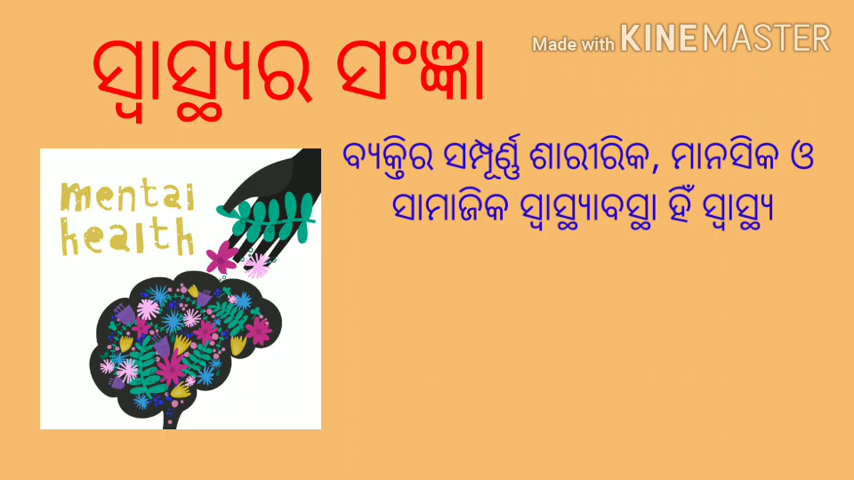 ସ୍ୱାସ୍ଥ୍ୟର ସଂଜ୍ଞା
Made with KINEMASTER
ବ୍ୟକ୍ତିର ସମ୍ପୂର୍ଣ୍ଣ ଶାରୀରିକ, ମାନସିକ ଓ
ସାମାଜିକ ସ୍ୱାସ୍ଥ୍ୟାବସ୍ଥା ହିଁ ସ୍ୱାସ୍ଥ୍ୟ
mental
health